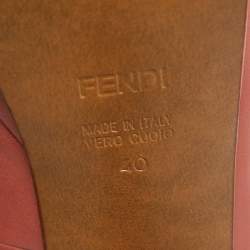 FENDI
MADE IN ITALY
VERO CUOIO
40